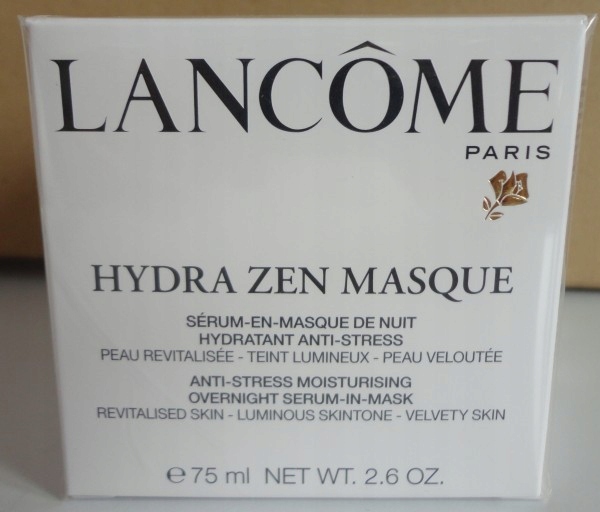 LANCÔME
PARIS
HYDRA ZEN MASQUE
SÉRUM-EN-MASQUE DE NUIT
HYDRATANT ANTI-STRESS
PEAU REVITALISÉE - TEINT LUMINEUX - PEAU VELOUTÉE
ANTI-STRESS MOISTURISING
OVERNIGHT SERUM-IN-MASK
REVITALISED SKIN - LUMINOUS SKINTONE - VELVETY SKIN
℮ 75 ml NET WT. 2.6 OZ.